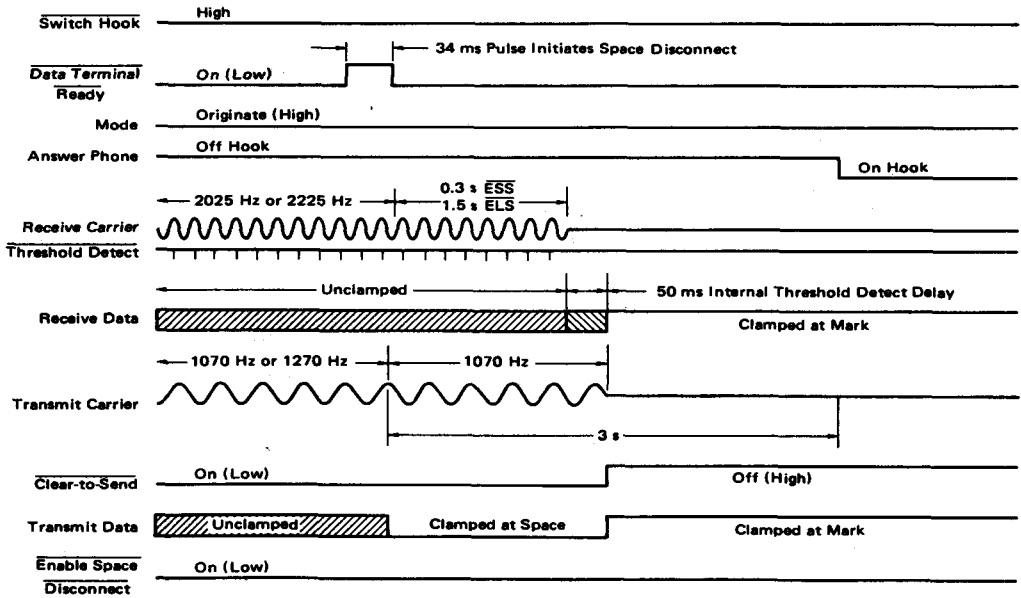 Switch Hook
High
34 ms Pulse Initiates Space Disconnect
Data Terminal
Ready
On (Low)
Mode
Originate (High)
Answer Phone
Off Hook
On Hook
2025 Hz or 2225 Hz
0.3 s ESS
1.5 s ELS
Receive Carrier
Threshold Detect
Unclamped
50 ms Internal Threshold Detect Delay
Receive Data
Clamped at Mark
1070 Hz or 1270 Hz
1070 Hz
Transmit Carrier
3 s
Clear-to-Send
On (Low)
Off (High)
Transmit Data
Unclamped
Clamped at Space
Clamped at Mark
Enable Space
Disconnect
On (Low)